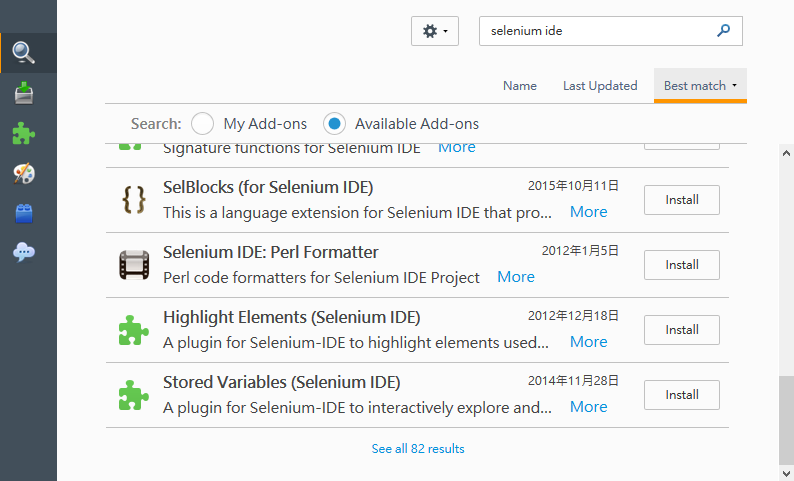 selenium ide
Name Last Updated Best match
Search: My Add-ons Available Add-ons
Signature functions for Selenium IDE More
SelBlocks (for Selenium IDE) 2015年10月11日 Install
This is a language extension for Selenium IDE that pro... More
Selenium IDE: Perl Formatter 2012年1月5日 Install
Perl code formatters for Selenium IDE Project More
Highlight Elements (Selenium IDE) 2012年12月18日 Install
A plugin for Selenium-IDE to highlight elements used... More
Stored Variables (Selenium IDE) 2014年11月28日 Install
A plugin for Selenium-IDE to interactively explore and... More
See all 82 results